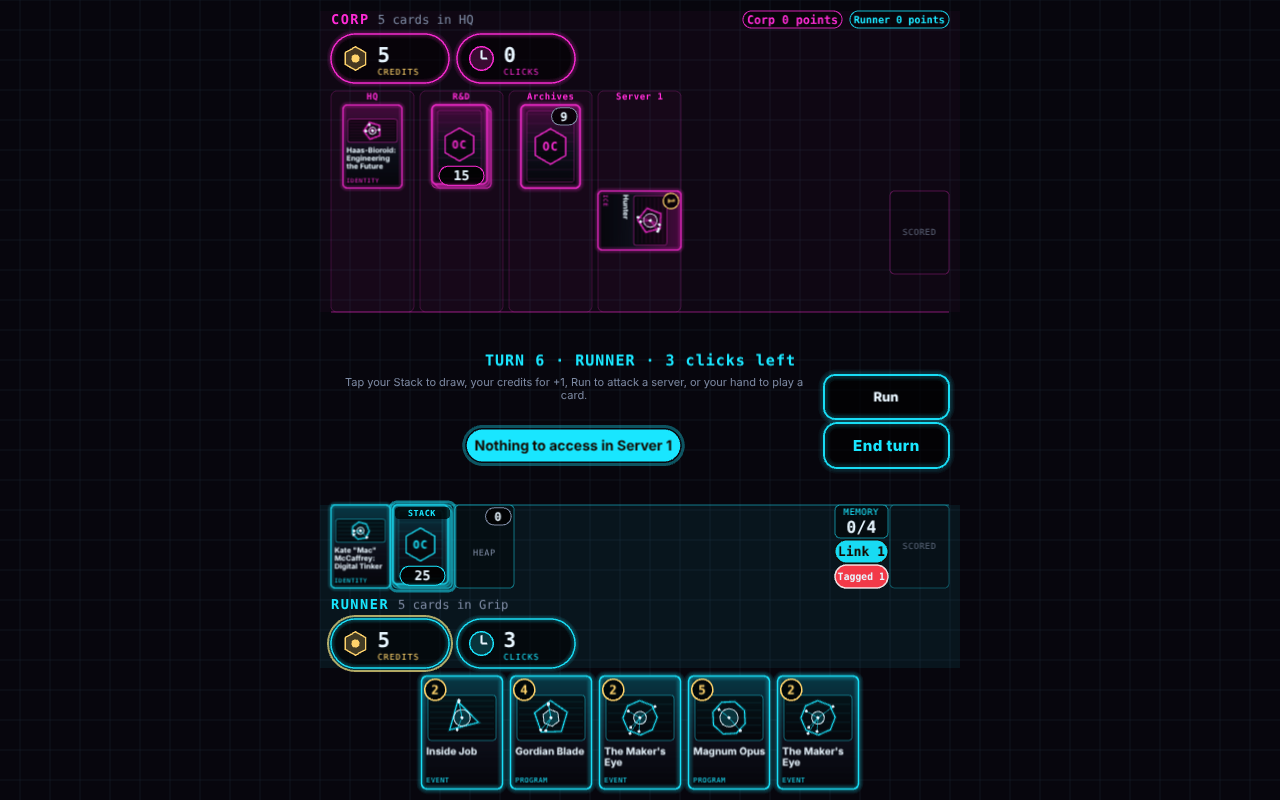 CORP 5 cards in HQ
Corp 0 points
Runner 0 points
5
CREDITS
0
CLICKS
HQ
R&D
Archives
Server 1
Haas-Bioroid:
Engineering
the Future
IDENTITY
OC
15
9
OC
ICE
Hunter
1
SCORED
TURN 6 · RUNNER · 3 clicks left
Tap your Stack to draw, your credits for +1, Run to attack a server, or your hand to play a
card.
Run
Nothing to access in Server 1
End turn
Kate "Mac"
McCaffrey:
Digital Tinker
IDENTITY
STACK
OC
25
0
HEAP
MEMORY
0/4
Link 1
Tagged 1
SCORED
RUNNER 5 cards in Grip
5
CREDITS
3
CLICKS
2
Inside Job
EVENT
4
Gordian Blade
PROGRAM
2
The Maker's
Eye
EVENT
5
Magnum Opus
PROGRAM
2
The Maker's
Eye
EVENT